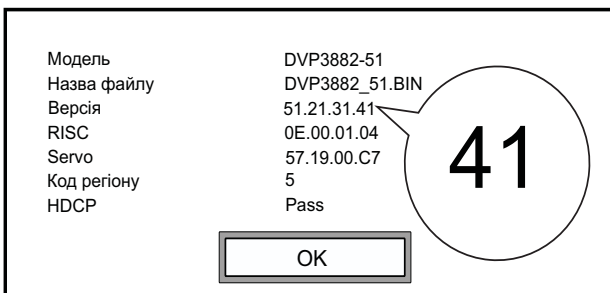 Модель DVP3882-51
Назва файлу DVP3882_51.BIN
Версія 51.21.31.41
RISC 0E.00.01.04
Servo 57.19.00.C7
Код регіону 5
HDCP Pass
41
OK